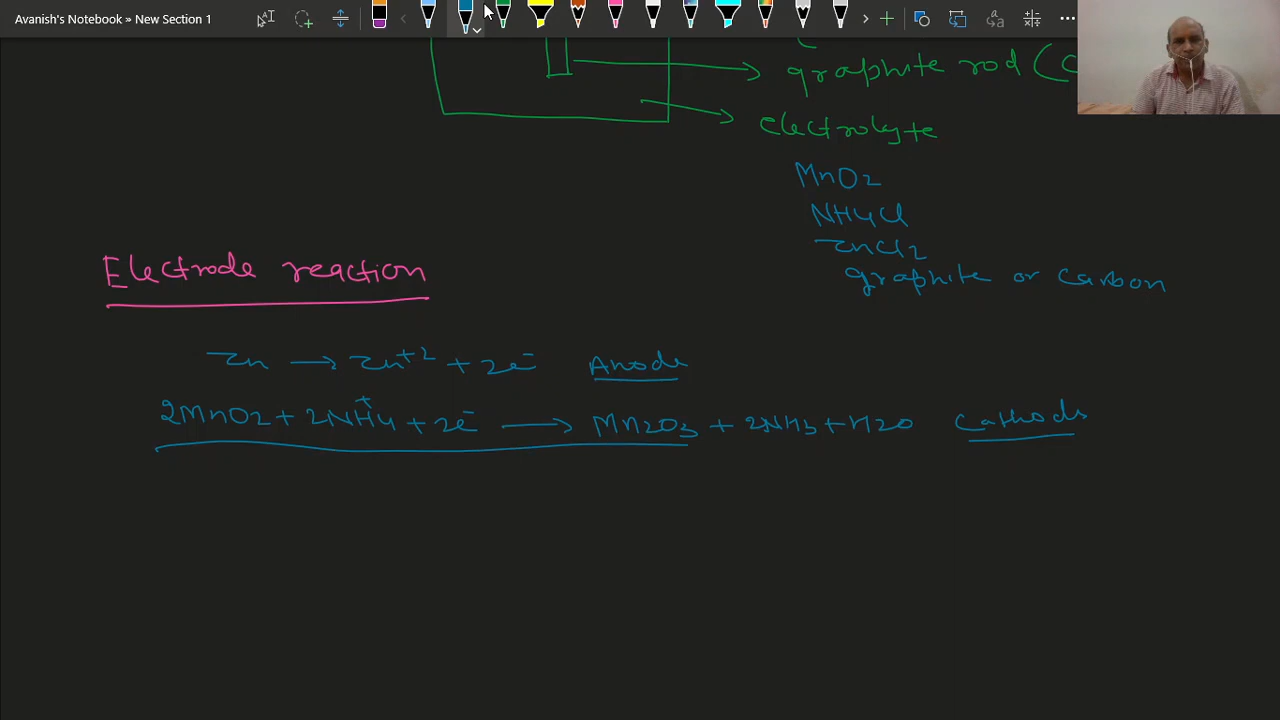 Avanish's Notebook » New Section 1
graphite rod (C
electrolyte
MnO2
NH4Cl
ZnCl2
graphite or carbon
Electrode reaction
Zn → Zn+2 + 2e- Anode
2MnO2 + 2NH4+ + 2e- → Mn2O3 + 2NH3 + H2O Cathode